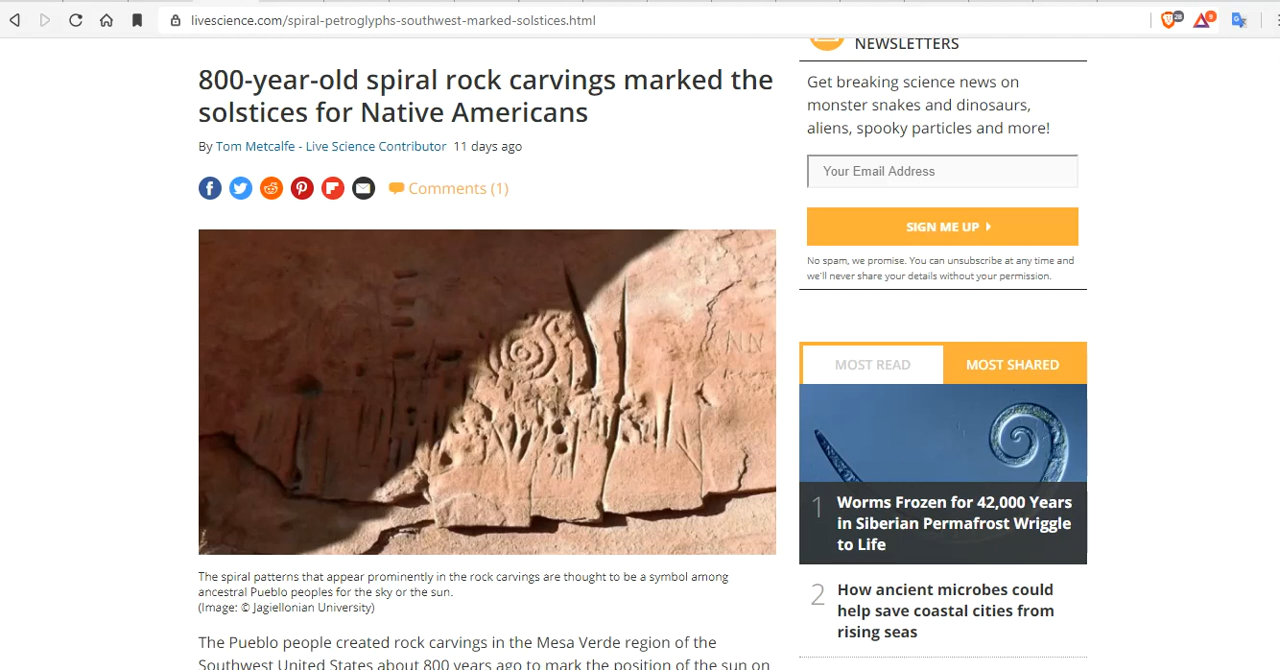 livescience.com/spiral-petroglyphs-southwest-marked-solstices.html
800-year-old spiral rock carvings marked the
solstices for Native Americans
By Tom Metcalfe - Live Science Contributor 11 days ago
Comments (1)
The spiral patterns that appear prominently in the rock carvings are thought to be a symbol among
ancestral Pueblo peoples for the sky or the sun.
(Image: © Jagiellonian University)
The Pueblo people created rock carvings in the Mesa Verde region of the
Southwest United States about 800 years ago to mark the position of the sun on
NEWSLETTERS
Get breaking science news on
monster snakes and dinosaurs,
aliens, spooky particles and more!
Your Email Address
SIGN ME UP
No spam, we promise. You can unsubscribe at any time and
we'll never share your details without your permission.
MOST READ
MOST SHARED
1
Worms Frozen for 42,000 Years
in Siberian Permafrost Wriggle
to Life
2
How ancient microbes could
help save coastal cities from
rising seas